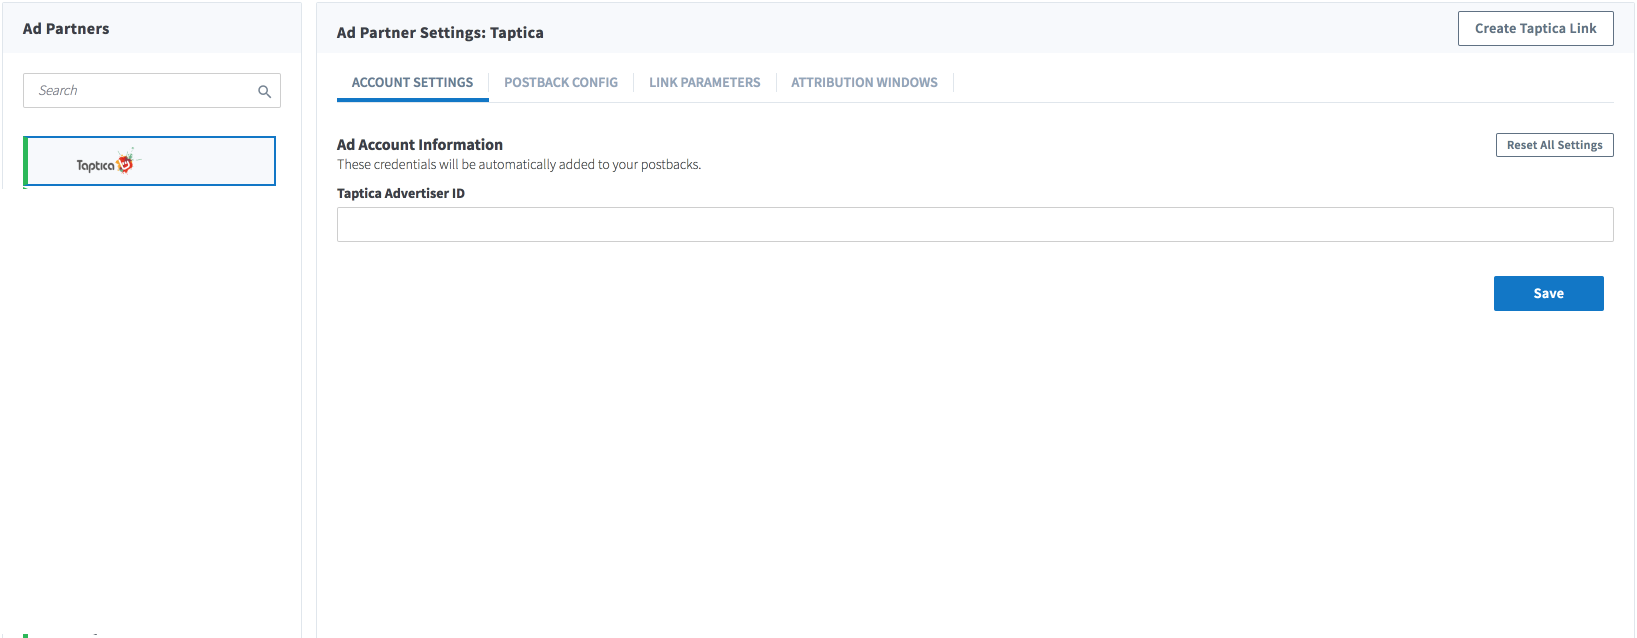 Ad Partners
Search
Taptica
Ad Partner Settings: Taptica
Create Taptica Link
ACCOUNT SETTINGS
POSTBACK CONFIG
LINK PARAMETERS
ATTRIBUTION WINDOWS
Ad Account Information
Reset All Settings
These credentials will be automatically added to your postbacks.
Taptica Advertiser ID
Save